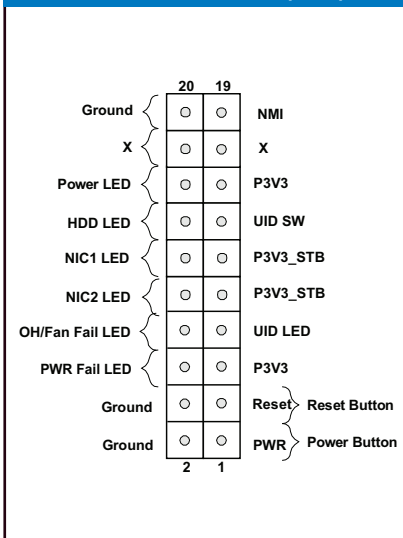 20 19
Ground NMI
X X
Power LED P3V3
HDD LED UID SW
NIC1 LED P3V3_STB
NIC2 LED P3V3_STB
OH/Fan Fail LED UID LED
PWR Fail LED P3V3
Ground Reset Reset Button
Ground PWR Power Button
2 1